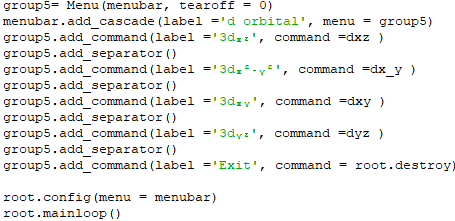 group5= Menu(menubar, tearoff = 0)
menubar.add_cascade(label ='d orbital', menu = group5)
group5.add_command(label ='3dxz', command =dxz )
group5.add_separator()
group5.add_command(label ='3dx²-y²', command =dx_y )
group5.add_separator()
group5.add_command(label ='3dxy', command =dxy )
group5.add_separator()
group5.add_command(label ='3dyz', command =dyz )
group5.add_separator()
group5.add_command(label ='Exit', command = root.destroy)
root.config(menu = menubar)
root.mainloop()